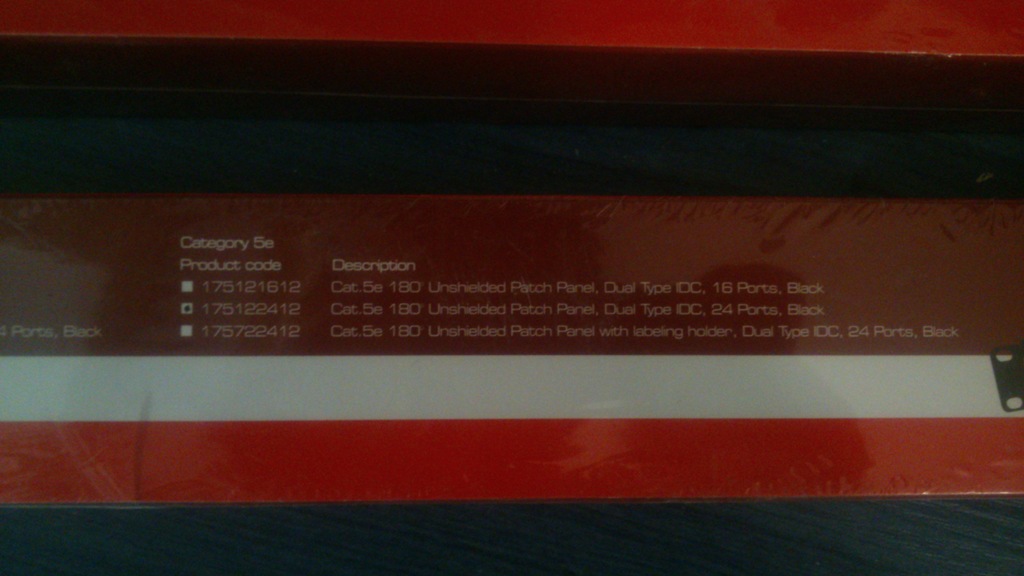 Category 5e
Product code Description
175121612 Cat.5e 180° Unshielded Patch Panel, Dual Type IDC, 16 Ports, Black
175122412 Cat.5e 180° Unshielded Patch Panel, Dual Type IDC, 24 Ports, Black
4 Ports, Black
175722412 Cat.5e 180° Unshielded Patch Panel with labeling holder, Dual Type IDC, 24 Ports, Black